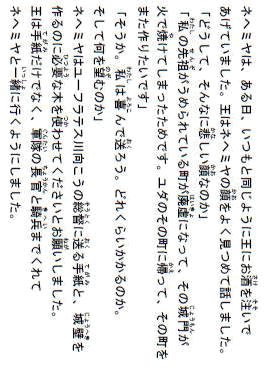 ネヘミヤは、ある日、いつもと同じように王にお酒を注いで
あげていました。王はネヘミヤの顔をよく見つめて話しました。
「どうして、そんなに悲しい顔なのか」
「私の先祖がうめられている町が廃虚になって、その城門が
火で焼けてしまったためです。ユダのその町に帰って、その町を
また作りたいです」
「そうか。私は喜んで送ろう。どれくらいかかるのか。
そして何を望むのか」
ネヘミヤはユーフラテス川向こうの総督に送る手紙と、城壁を
作るのに必要な木を使わせてくださいとお願いしました。
王は手紙だけでなく、軍隊の長官と騎兵までくれて
ネヘミヤと一緒に行くようにしました。